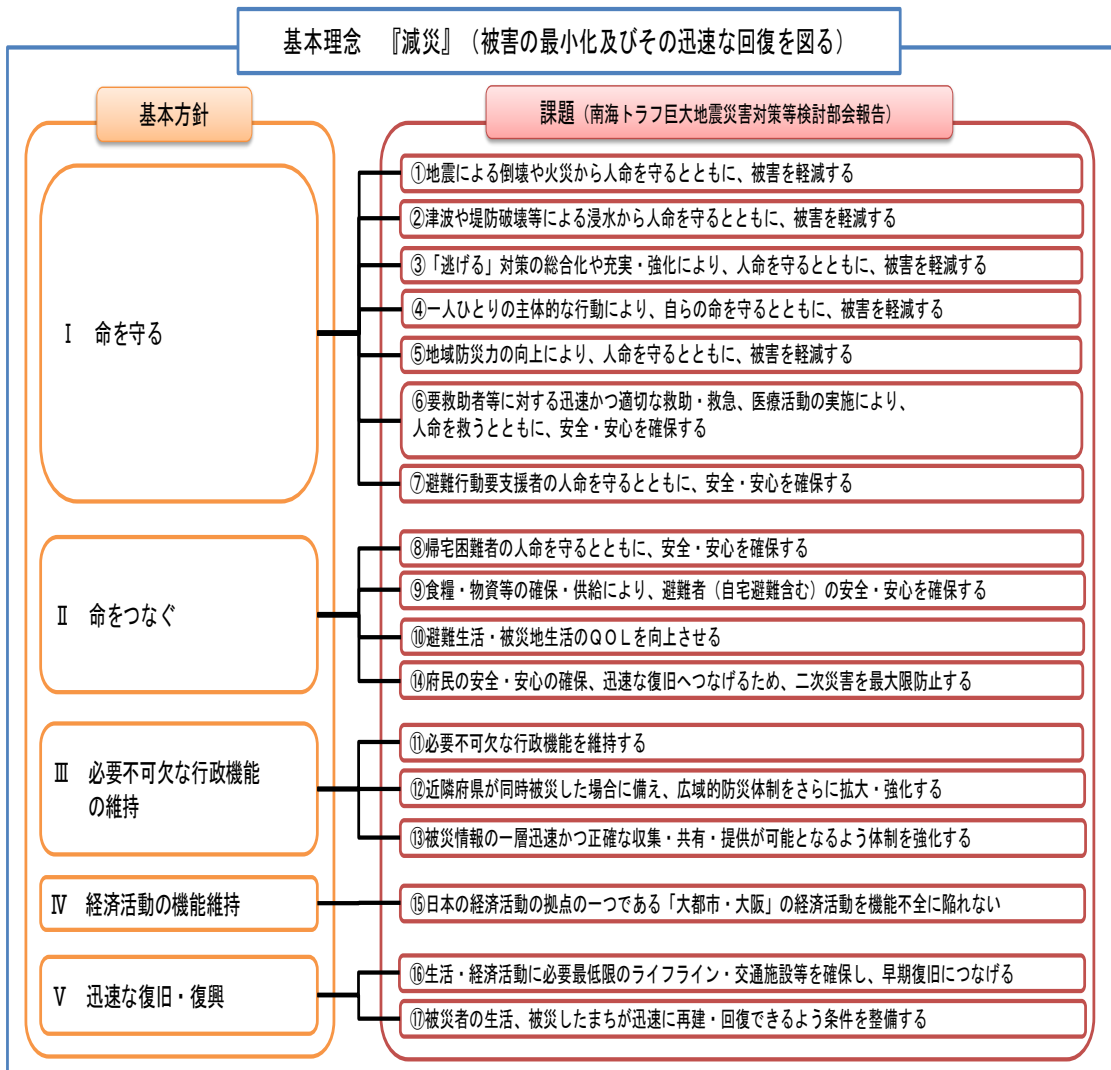 基本理念　『減災』（被害の最小化及びその迅速な回復を図る）
基本方針
課題（南海トラフ巨大地震災害対策等検討部会報告）
Ⅰ　命を守る
①地震による倒壊や火災から人命を守るとともに、被害を軽減する
②津波や堤防破壊等による浸水から人命を守るとともに、被害を軽減する
③「逃げる」対策の総合化や充実・強化により、人命を守るとともに、被害を軽減する
④一人ひとりの主体的な行動により、自らの命を守るとともに、被害を軽減する
⑤地域防災力の向上により、人命を守るとともに、被害を軽減する
⑥要救助者等に対する迅速かつ適切な救助・救急、医療活動の実施により、
人命を救うとともに、安全・安心を確保する
⑦避難行動要支援者の人命を守るとともに、安全・安心を確保する
Ⅱ　命をつなぐ
⑧帰宅困難者の人命を守るとともに、安全・安心を確保する
⑨食糧・物資等の確保・供給により、避難者（自宅避難含む）の安全・安心を確保する
⑩避難生活・被災地生活のＱＯＬを向上させる
⑭府民の安全・安心の確保、迅速な復旧へつなげるため、二次災害を最大限防止する
Ⅲ　必要不可欠な行政機能
の維持
⑪必要不可欠な行政機能を維持する
⑫近隣府県が同時被災した場合に備え、広域的防災体制をさらに拡大・強化する
⑬被災情報の一層迅速かつ正確な収集・共有・提供が可能となるよう体制を強化する
Ⅳ　経済活動の機能維持
⑮日本の経済活動の拠点の一つである「大都市・大阪」の経済活動を機能不全に陥れない
Ⅴ　迅速な復旧・復興
⑯生活・経済活動に必要最低限のライフライン・交通施設等を確保し、早期復旧につなげる
⑰被災者の生活、被災したまちが迅速に再建・回復できるよう条件を整備する